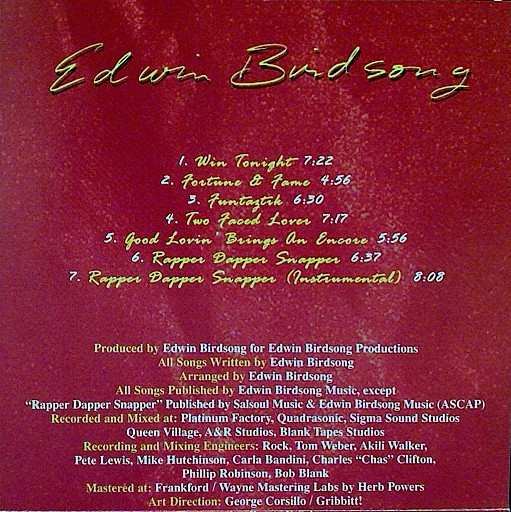 Edwin Birdsong
1. Win Tonight 7:22
2. Fortune & Fame 4:56
3. Funtaztik 6:30
4. Two Faced Lover 7:17
5. Good Lovin' Brings An Encore 5:56
6. Rapper Dapper Snapper 6:37
7. Rapper Dapper Snapper (Instrumental) 8:08
Produced by Edwin Birdsong for Edwin Birdsong Productions
All Songs Written by Edwin Birdsong
Arranged by Edwin Birdsong
All Songs Published by Edwin Birdsong Music, except
“Rapper Dapper Snapper” Published by Salsoul Music & Edwin Birdsong Music (ASCAP)
Recorded and Mixed at: Platinum Factory, Quadrasonic, Sigma Sound Studios
Queen Village, A&R Studios, Blank Tapes Studios
Recording and Mixing Engineers: Rock, Tom Weber, Akili Walker,
Pete Lewis, Mike Hutchinson, Carla Bandini, Charles “Chas” Clifton,
Phillip Robinson, Bob Blank
Mastered at: Frankford / Wayne Mastering Labs by Herb Powers
Art Direction: George Corsillo / Gribbitt!